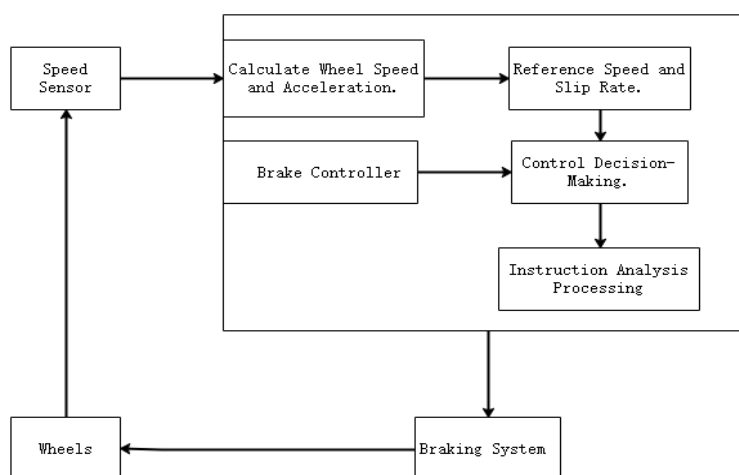 Speed
Sensor
Calculate Wheel Speed
and Acceleration.
Reference Speed and
Slip Rate.
Brake Controller
Control Decision-
Making.
Instruction Analysis
Processing
Wheels
Braking System